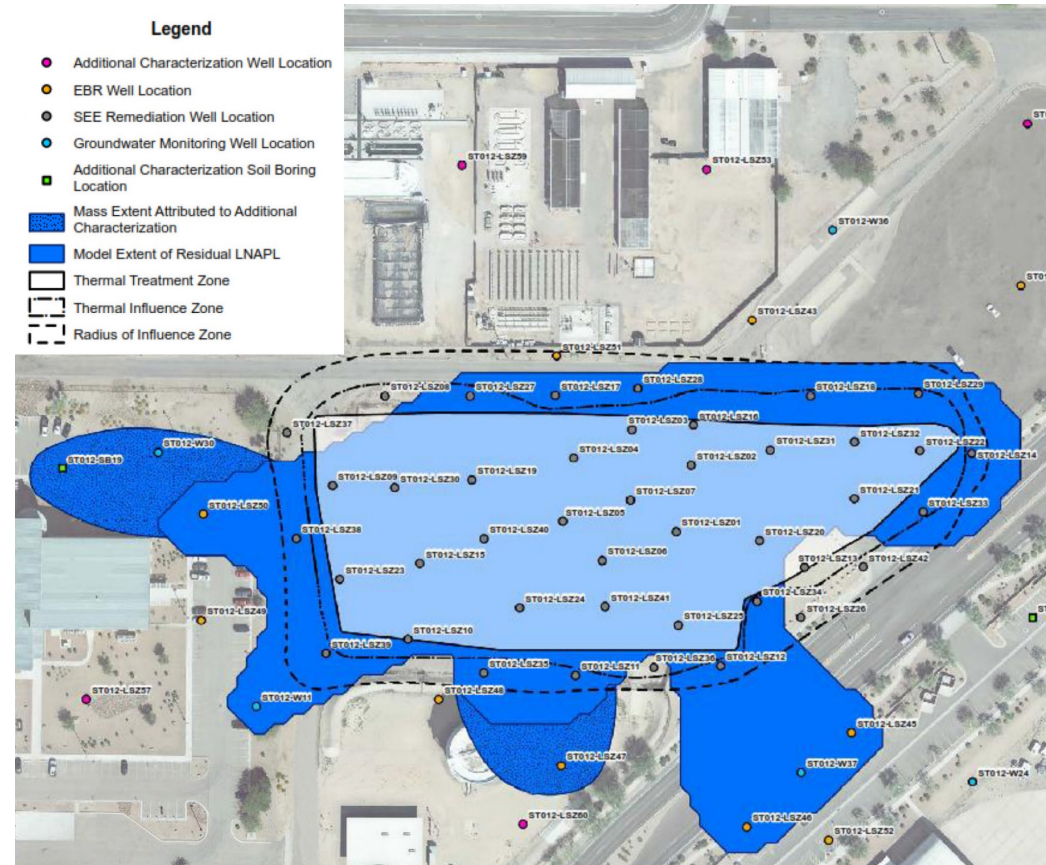 Legend
Additional Characterization Well Location
EBR Well Location
SEE Remediation Well Location
Groundwater Monitoring Well Location
Additional Characterization Soil Boring
Location
Mass Extent Attributed to Additional
Characterization
Model Extent of Residual LNAPL
Thermal Treatment Zone
Thermal Influence Zone
Radius of Influence Zone
ST012-LSZ59
ST012-LSZ53
ST012-W36
ST012-LSZ43
ST012-LSZ51
ST012-LSZ08
ST012-LSZ27
ST012-LSZ17
ST012-LSZ28
ST012-LSZ18
ST012-LSZ29
ST012-LSZ37
ST012-LSZ03
ST012-LSZ16
ST012-LSZ31
ST012-LSZ32
ST012-LSZ22
ST012-LSZ14
ST012-W30
ST012-SB19
ST012-LSZ04
ST012-LSZ02
ST012-LSZ19
ST012-LSZ09
ST012-LSZ30
ST012-LSZ07
ST012-LSZ21
ST012-LSZ33
ST012-LSZ50
ST012-LSZ05
ST012-LSZ01
ST012-LSZ38
ST012-LSZ40
ST012-LSZ20
ST012-LSZ15
ST012-LSZ06
ST012-LSZ13
ST012-LSZ42
ST012-LSZ23
ST012-LSZ34
ST012-LSZ24
ST012-LSZ41
ST012-LSZ26
ST012-LSZ25
ST012-LSZ49
ST012-LSZ10
ST012-LSZ39
ST012-LSZ35
ST012-LSZ11
ST012-LSZ36
ST012-LSZ12
ST012-LSZ57
ST012-W11
ST012-LSZ48
ST012-LSZ45
ST012-LSZ47
ST012-W37
ST012-W24
ST012-LSZ60
ST012-LSZ46
ST012-LSZ52